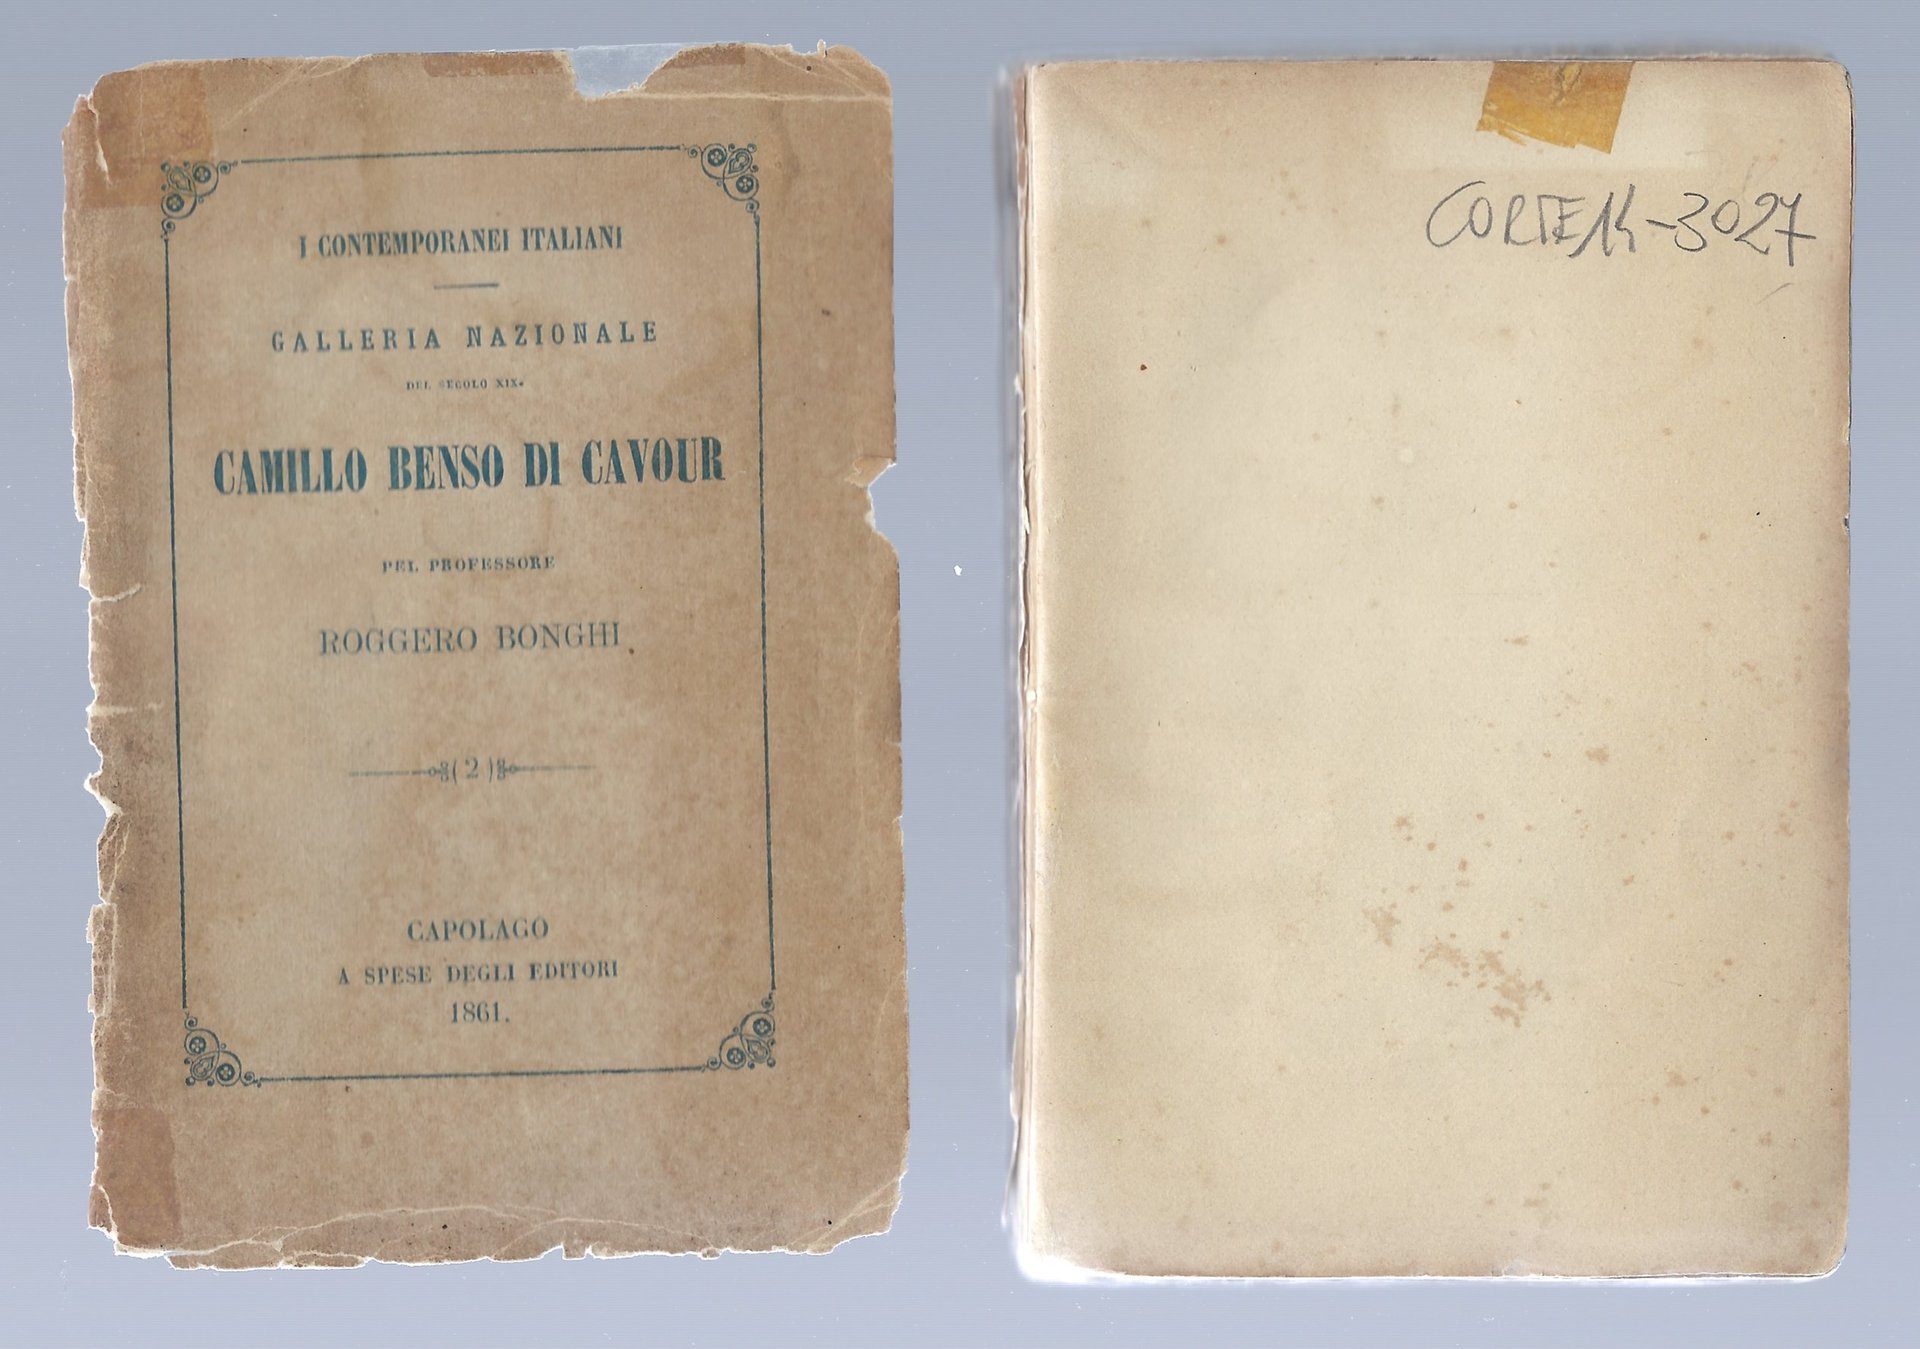 I CONTEMPORANEI ITALIANI
GALLERIA NAZIONALE
DEL SECOLO XIX.
CAMILLO BENSO DI CAVOUR
PEL PROFESSORE
ROGGERO BONGHI
(2)
CAPOLAGO
A SPESE DEGLI EDITORI
1861.
CORTE14-3027